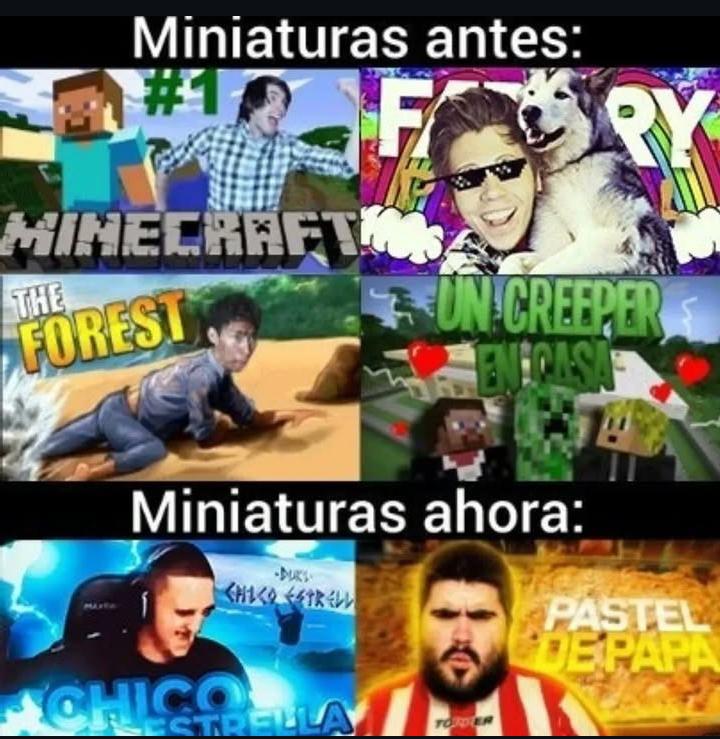 Miniaturas antes:
#1
MINECRAFT
THE
FOREST
UN CREEPER
EN CASA
Miniaturas ahora:
CHICO
ESTRELLA
PASTEL
DE PAPA